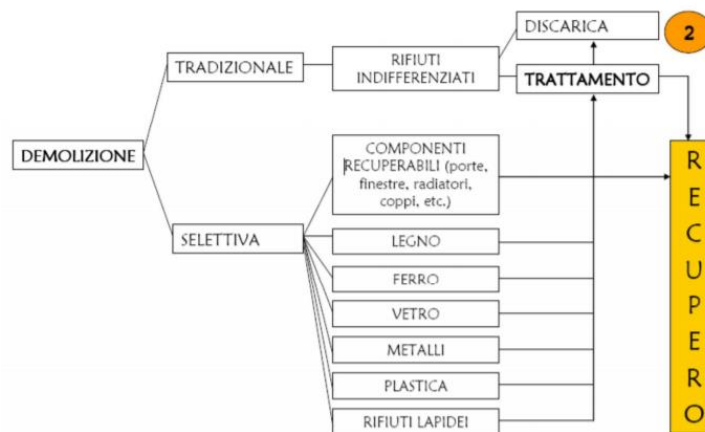 DISCARICA
2
TRADIZIONALE
RIFIUTI
INDIFFERENZIATI
TRATTAMENTO
DEMOLIZIONE
COMPONENTI
RECUPERABILI (porte,
finestre, radiatori,
coppi, etc.)
SELETTIVA
LEGNO
FERRO
VETRO
METALLI
PLASTICA
RIFIUTI LAPIDEI
R
E
C
U
P
E
R
O